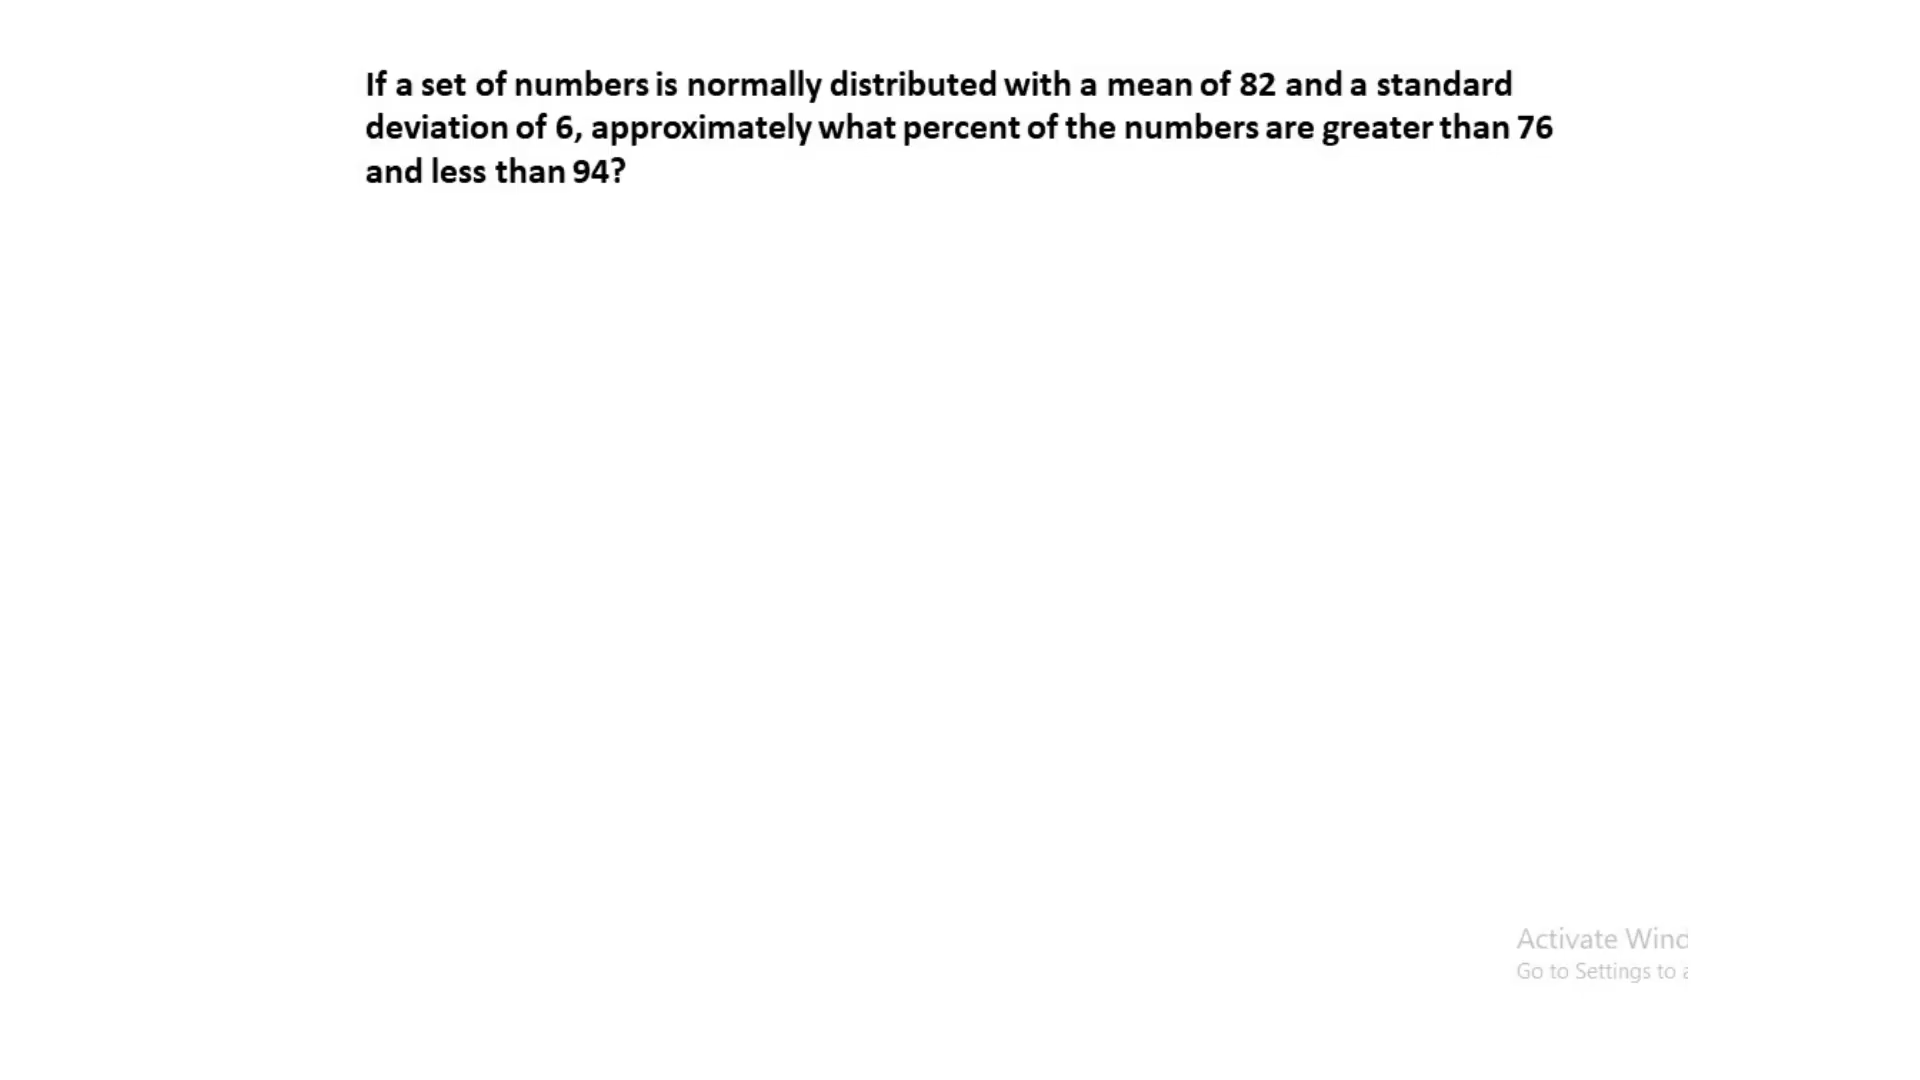 If a set of numbers is normally distributed with a mean of 82 and a standard
deviation of 6, approximately what percent of the numbers are greater than 76
and less than 94?
Activate Wind
Go to Settings to a